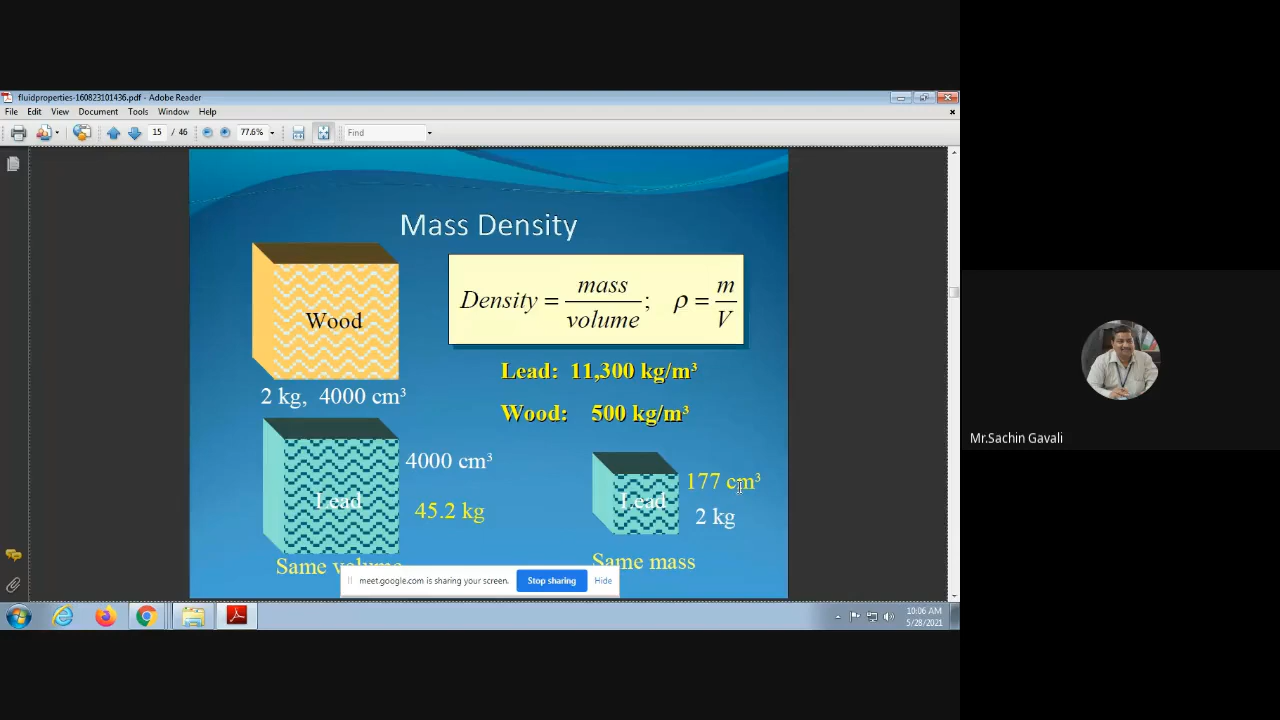 fluidproperties-160823101436.pdf - Adobe Reader
File Edit View Document Tools Window Help
15 / 46 77.6% Find
Mass Density
Wood
Density = mass / volume ; ρ = m / V
2 kg, 4000 cm³
Lead: 11,300 kg/m³
Wood: 500 kg/m³
Lead
4000 cm³
45.2 kg
Same volume
Lead
177 cm³
2 kg
Same mass
meet.google.com is sharing your screen. Stop sharing Hide
10:06 AM
5/28/2021
Mr.Sachin Gavali